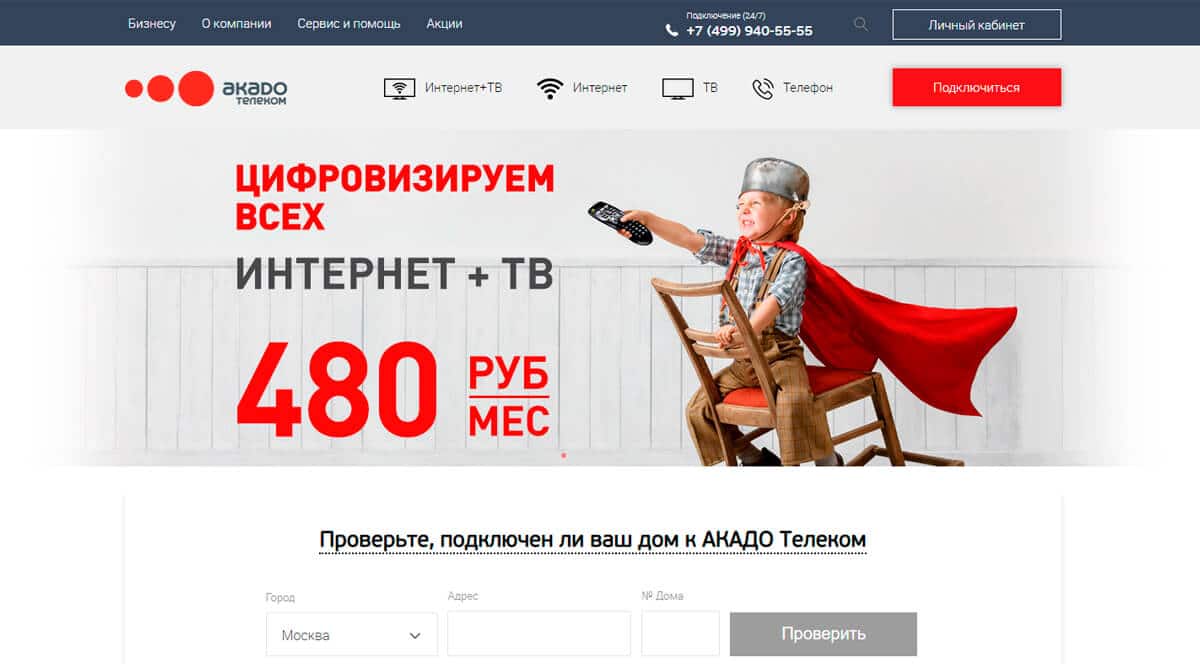 Бизнесу
О компании
Сервис и помощь
Акции
Подключение (24/7)
+7 (499) 940-55-55
Личный кабинет
акадо
телеком
Интернет+ТВ
Интернет
ТВ
Телефон
Подключиться
ЦИФРОВИЗИРУЕМ
ВСЕХ
ИНТЕРНЕТ + ТВ
480
РУБ
МЕС
Проверьте, подключен ли ваш дом к АКАДО Телеком
Город
Адрес
№ Дома
Москва
Проверить